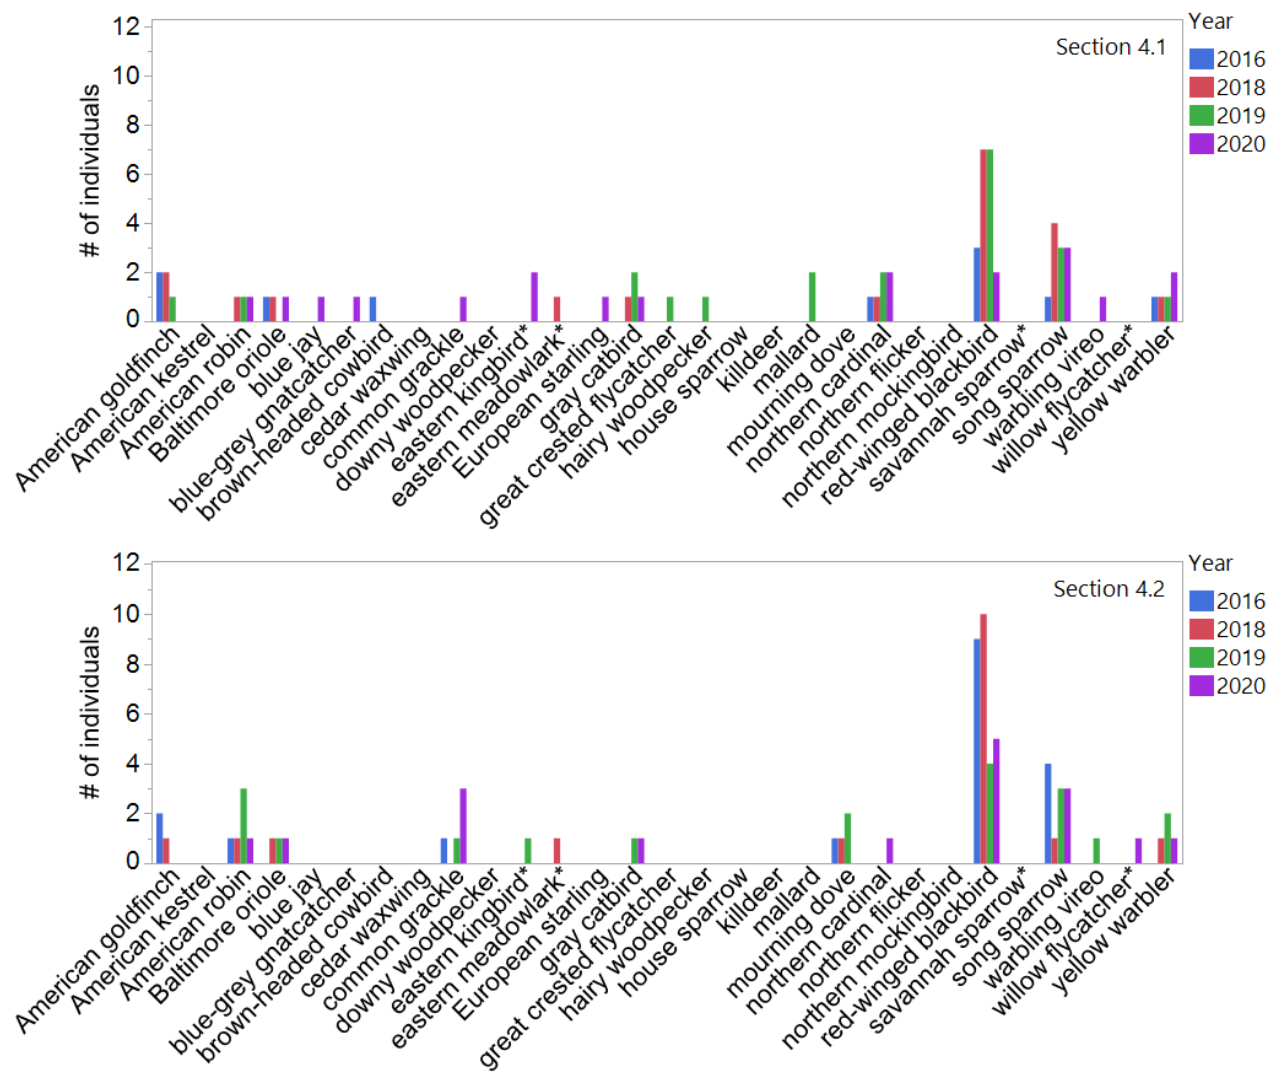 Year
12
Section 4.1
2016
10
2018
8
2019
2020
# of individuals
6
4
2
0
American goldfinch
American kestrel
American robin
Baltimore oriole
blue jay
blue-grey gnatcatcher
brown-headed cowbird
cedar waxwing
common grackle
downy woodpecker
eastern kingbird*
eastern meadowlark*
European starling
gray catbird
great crested flycatcher
hairy woodpecker
house sparrow
killdeer
mallard
mourning dove
northern cardinal
northern flicker
northern mockingbird
red-winged blackbird
savannah sparrow*
song sparrow
warbling vireo
willow flycatcher*
yellow warbler
Year
12
Section 4.2
2016
10
2018
8
2019
2020
# of individuals
6
4
2
0
American goldfinch
American kestrel
American robin
Baltimore oriole
blue jay
blue-grey gnatcatcher
brown-headed cowbird
cedar waxwing
common grackle
downy woodpecker
eastern kingbird*
eastern meadowlark*
European starling
gray catbird
great crested flycatcher
hairy woodpecker
house sparrow
killdeer
mallard
mourning dove
northern cardinal
northern flicker
northern mockingbird
red-winged blackbird
savannah sparrow*
song sparrow
warbling vireo
willow flycatcher*
yellow warbler